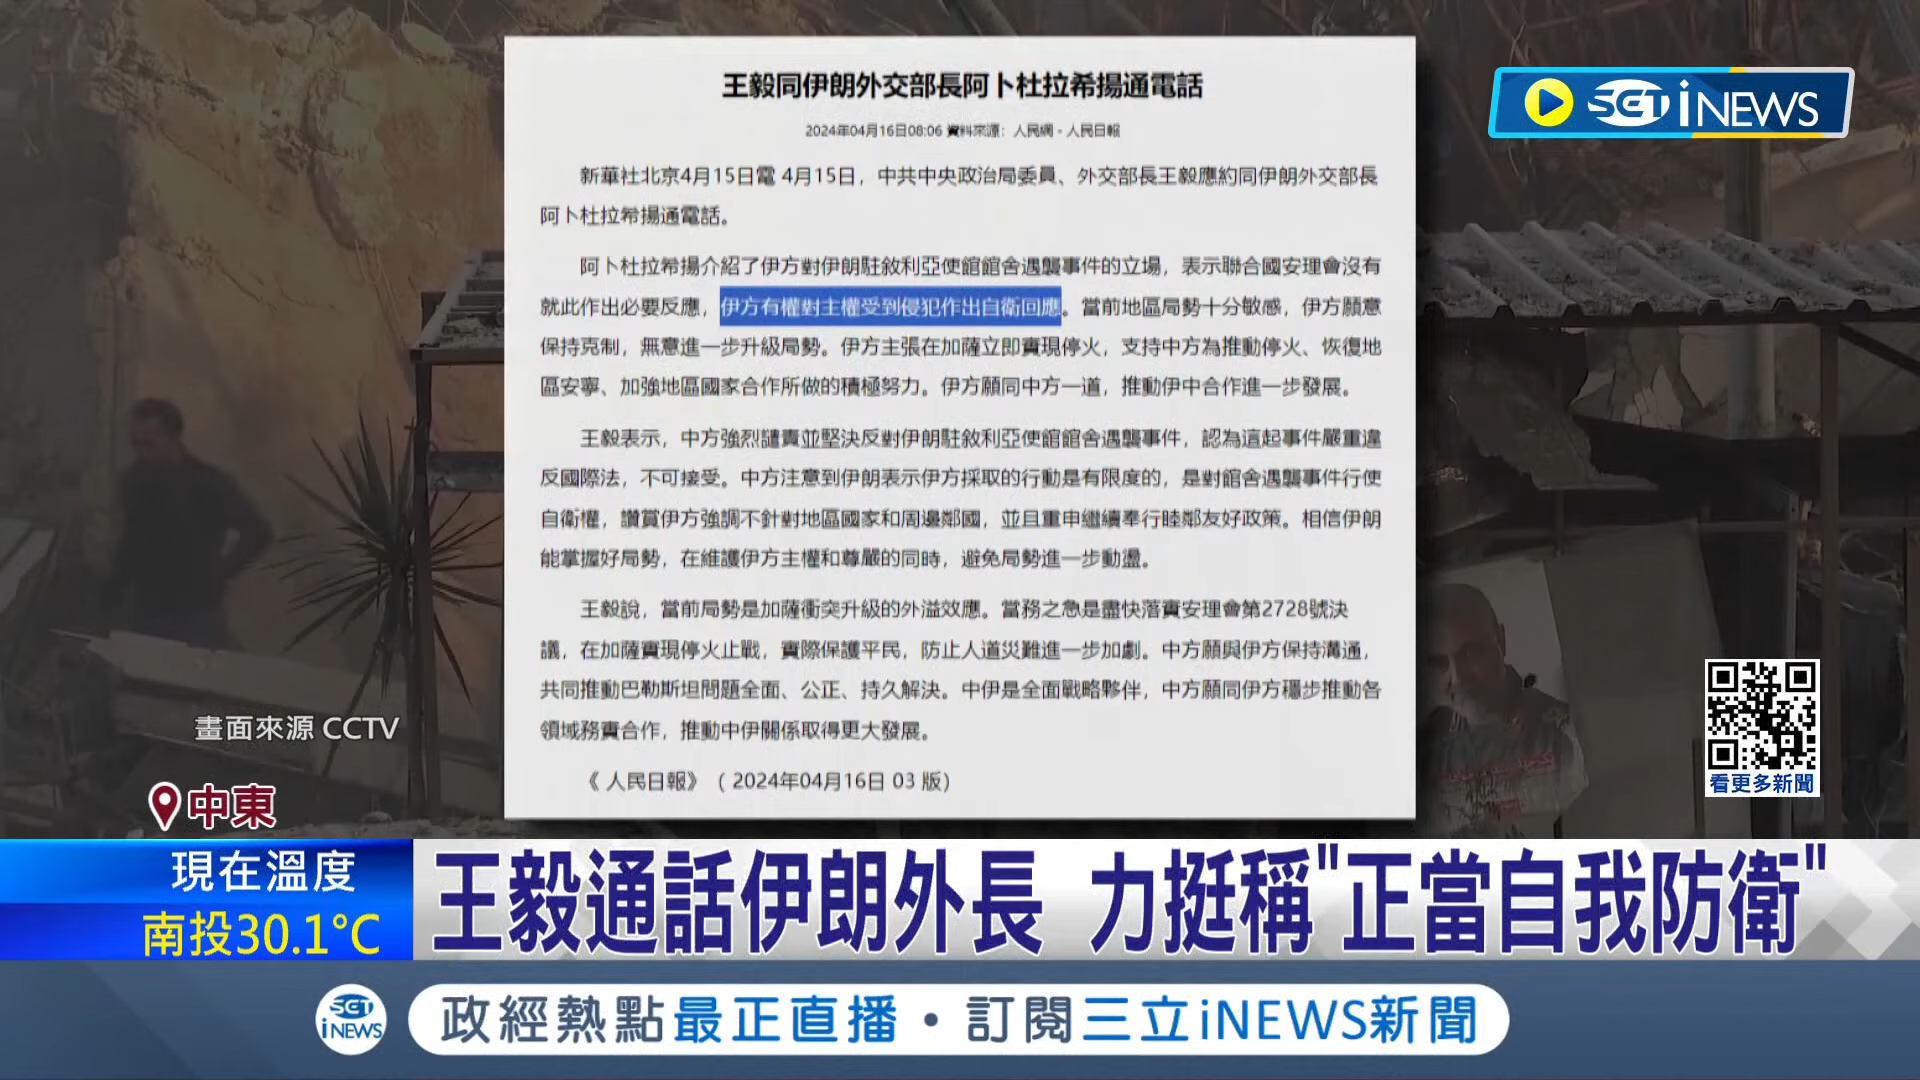 王毅同伊朗外交部長阿卜杜拉希揚通電話
2024年04月16日08:06 資料來源：人民網－人民日報
新華社北京4月15日電 4月15日，中共中央政治局委員、外交部長王毅應約同伊朗外交部長
阿卜杜拉希揚通電話。
阿卜杜拉希揚介紹了伊方對伊朗駐敘利亞使館館舍遇襲事件的立場，表示聯合國安理會沒有
就此作出必要反應，伊方有權對主權受到侵犯作出自衛回應。當前地區局勢十分敏感，伊方願意
保持克制，無意進一步升級局勢。伊方主張在加薩立即實現停火，支持中方為推動停火、恢復地
區安寧、加強地區國家合作所做的積極努力。伊方願同中方一道，推動伊中合作進一步發展。
王毅表示，中方強烈譴責並堅決反對伊朗駐敘利亞使館館舍遇襲事件，認為這起事件嚴重違
反國際法，不可接受。中方注意到伊朗表示伊方採取的行動是有限度的，是對館舍遇襲事件行使
自衛權，讚賞伊方強調不針對地區國家和周邊鄰國，並且重申繼續奉行睦鄰友好政策。相信伊朗
能掌握好局勢，在維護伊方主權和尊嚴的同時，避免局勢進一步動盪。
王毅說，當前局勢是加薩衝突升級的外溢效應。當務之急是盡快落實安理會第2728號決
議，在加薩實現停火止戰，實際保護平民，防止人道災難進一步加劇。中方願與伊方保持溝通，
共同推動巴勒斯坦問題全面、公正、持久解決。中伊是全面戰略夥伴，中方願同伊方穩步推動各
領域務實合作，推動中伊關係取得更大發展。
《 人民日報》（ 2024年04月16日 03 版）
SET iNEWS
畫面來源 CCTV
中東
看更多新聞
現在溫度
南投30.1°C
王毅通話伊朗外長 力挺稱"正當自我防衛"
SET iNEWS
政經熱點最正直播・訂閱三立iNEWS新聞